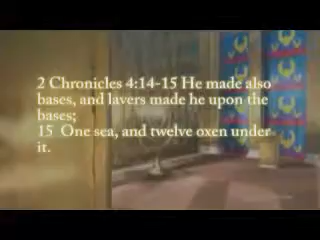 2 Chronicles 4:14-15 He made also
bases, and lavers made he upon the
bases;
15  One sea, and twelve oxen under
it.